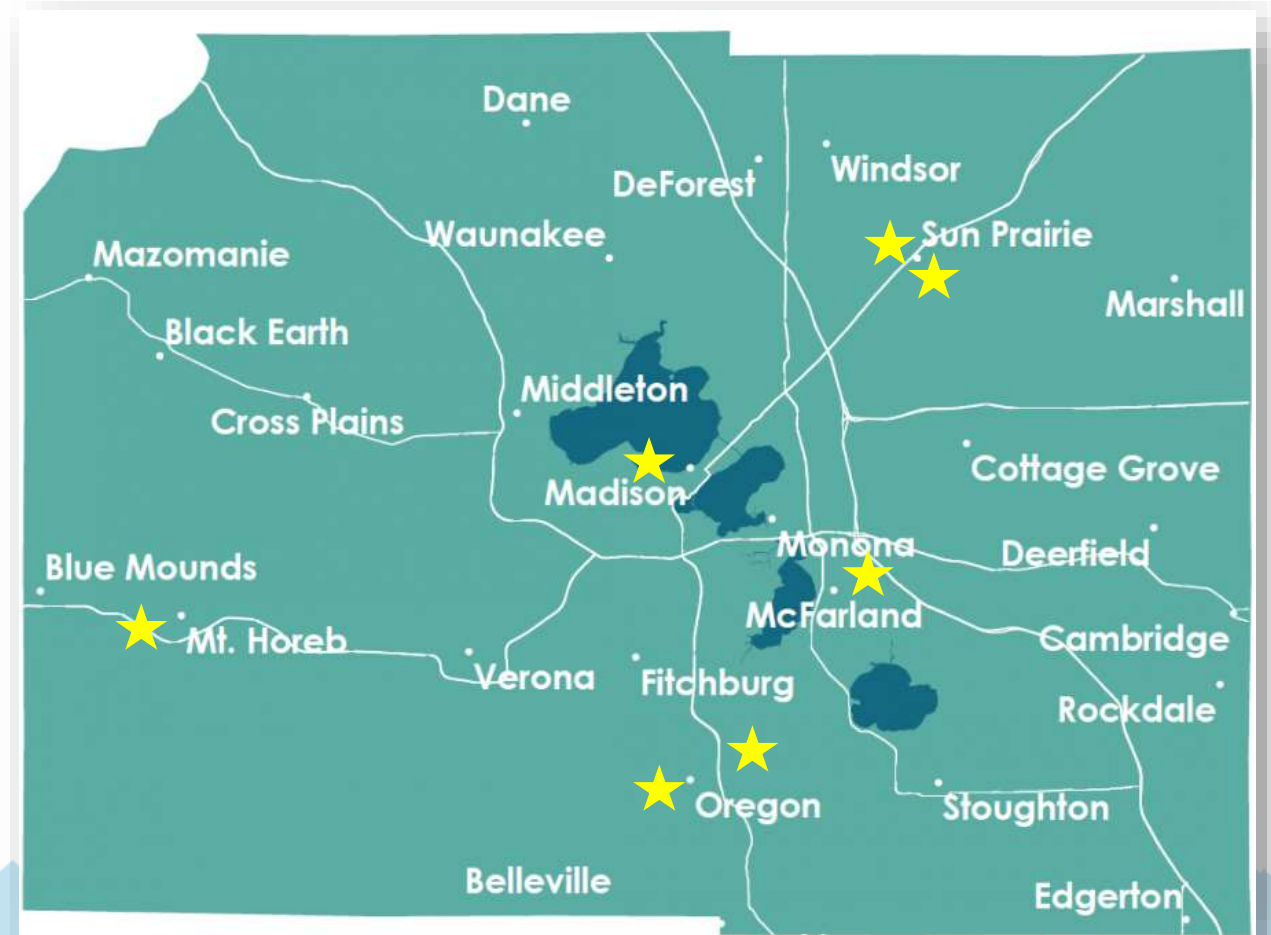 Dane
Windsor
DeForest
Waunakee
Sun Prairie
Mazomanie
Marshall
Black Earth
Middleton
Cross Plains
Cottage Grove
Madison
Monona
Deerfield
Blue Mounds
McFarland
Mt. Horeb
Cambridge
Verona
Fitchburg
Rockdale
Oregon
Stoughton
Belleville
Edgerton